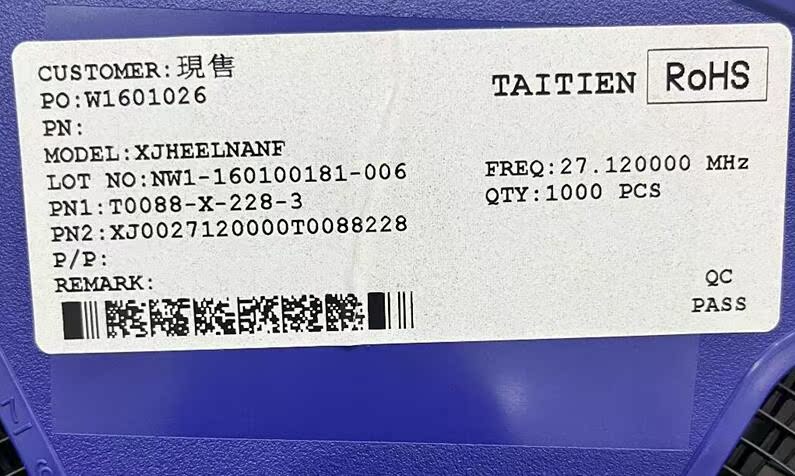 CUSTOMER:現售
PO:W1601026
TAITIEN RoHS
PN:
MODEL:XJHEELNANF
LOT NO:NW1-160100181-006
FREQ:27.120000 MHz
PN1:T0088-X-228-3
QTY:1000 PCS
PN2:XJ0027120000T0088228
P/P:
REMARK:
QC
PASS